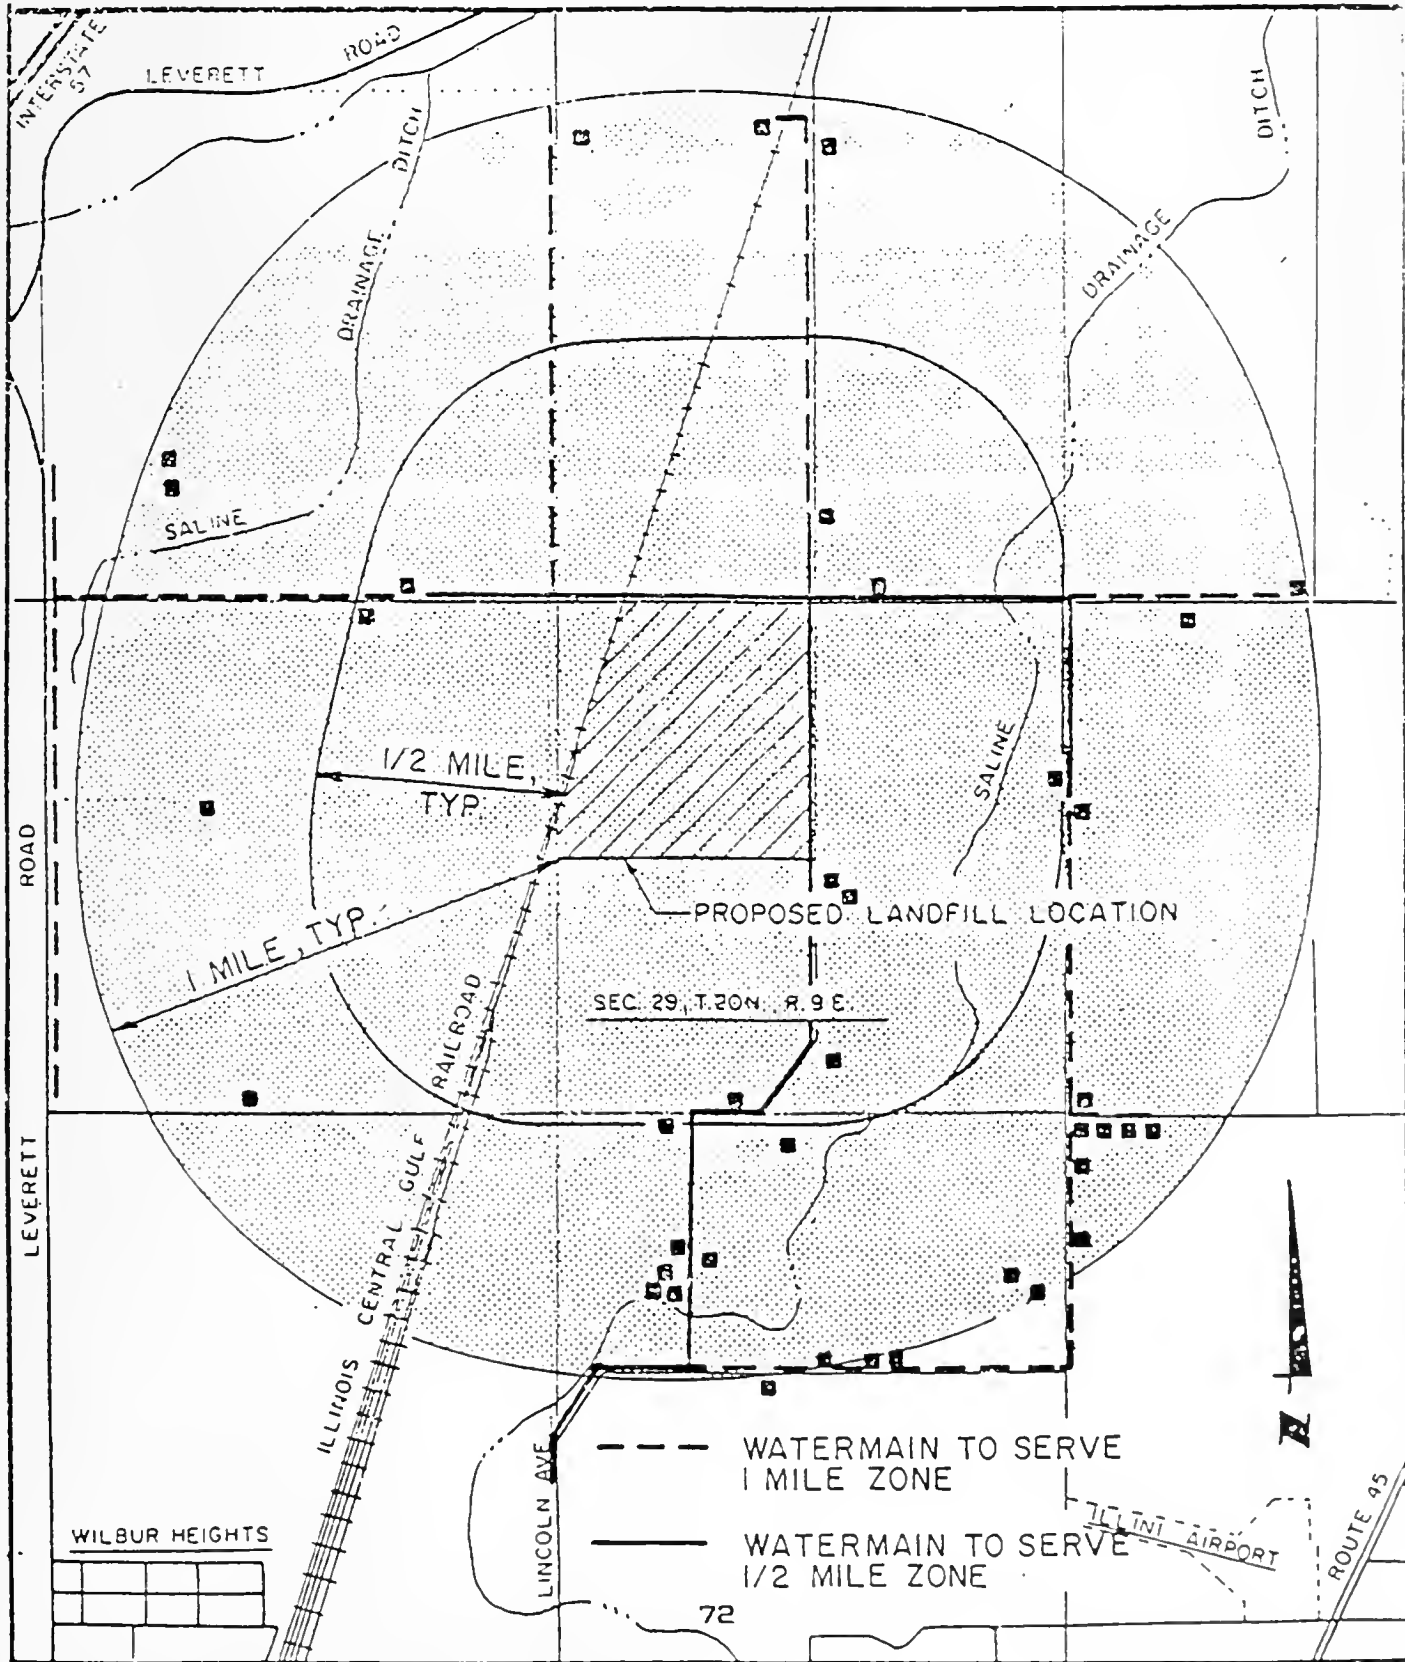 INTERSTATE
57
LEVERETT ROAD
DITCH
DRAINAGE
SALINE
DITCH
DRAINAGE
SALINE
1/2 MILE,
TYP.
1 MILE, TYP.
PROPOSED LANDFILL LOCATION
SEC. 29, T.20N., R.9E.
LEVERETT ROAD
ILLINOIS CENTRAL GULF RAILROAD
LINCOLN AVE
WATERMAIN TO SERVE
1 MILE ZONE
WATERMAIN TO SERVE
1/2 MILE ZONE
WILBUR HEIGHTS
ILLINI AIRPORT
ROUTE 45
N
72